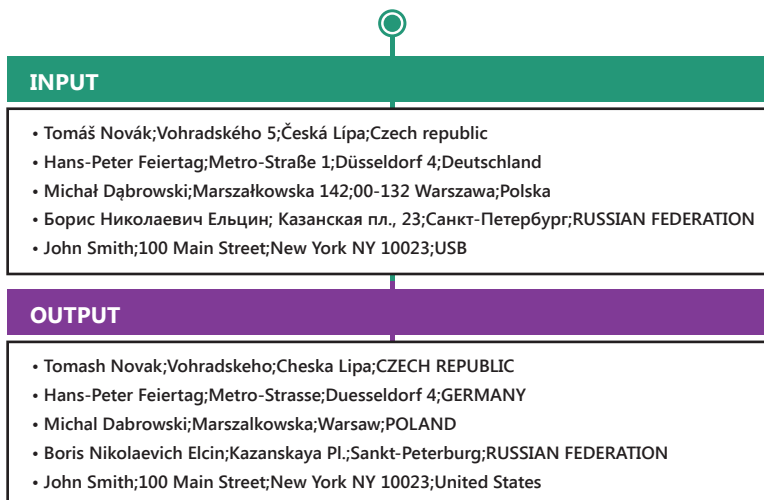 INPUT
• Tomáš Novák;Vohradského 5;Česká Lípa;Czech republic
• Hans-Peter Feiertag;Metro-Straße 1;Düsseldorf 4;Deutschland
• Michał Dąbrowski;Marszałkowska 142;00-132 Warszawa;Polska
• Борис Николаевич Ельцин; Казанская пл., 23;Санкт-Петербург;RUSSIAN FEDERATION
• John Smith;100 Main Street;New York NY 10023;USB
OUTPUT
• Tomash Novak;Vohradskeho;Cheska Lipa;CZECH REPUBLIC
• Hans-Peter Feiertag;Metro-Strasse;Duesseldorf 4;GERMANY
• Michal Dabrowski;Marszalkowska;Warsaw;POLAND
• Boris Nikolaevich Elcin;Kazanskaya Pl.;Sankt-Peterburg;RUSSIAN FEDERATION
• John Smith;100 Main Street;New York NY 10023;United States